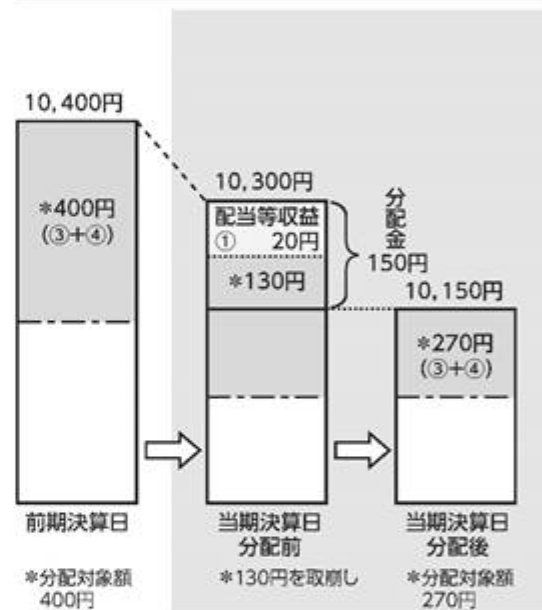 10,400円
*400円
(③+④)
前期決算日
*分配対象額
400円
10,300円
配当等収益
① 20円
*130円
分配金
150円
当期決算日
分配前
*130円を取崩し
10,150円
*270円
(③+④)
当期決算日
分配後
*分配対象額
270円